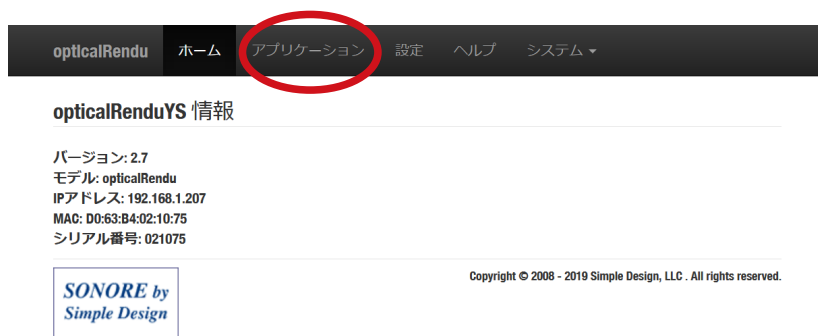 opticalRendu ホーム アプリケーション 設定 ヘルプ システム
opticalRenduYS 情報
バージョン: 2.7
モデル: opticalRendu
IPアドレス: 192.168.1.207
MAC: D0:63:B4:02:10:75
シリアル番号: 021075
SONORE by
Simple Design
Copyright © 2008 - 2019 Simple Design, LLC . All rights reserved.